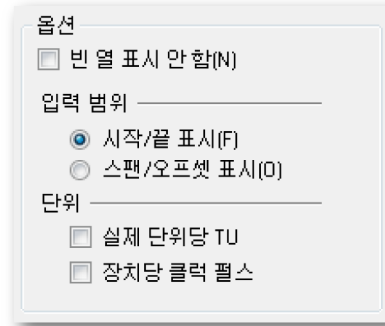 옵션
빈 열 표시 안 함(N)
입력 범위
시작/끝 표시(F)
스팬/오프셋 표시(O)
단위
실제 단위당 TU
장치당 클럭 펄스